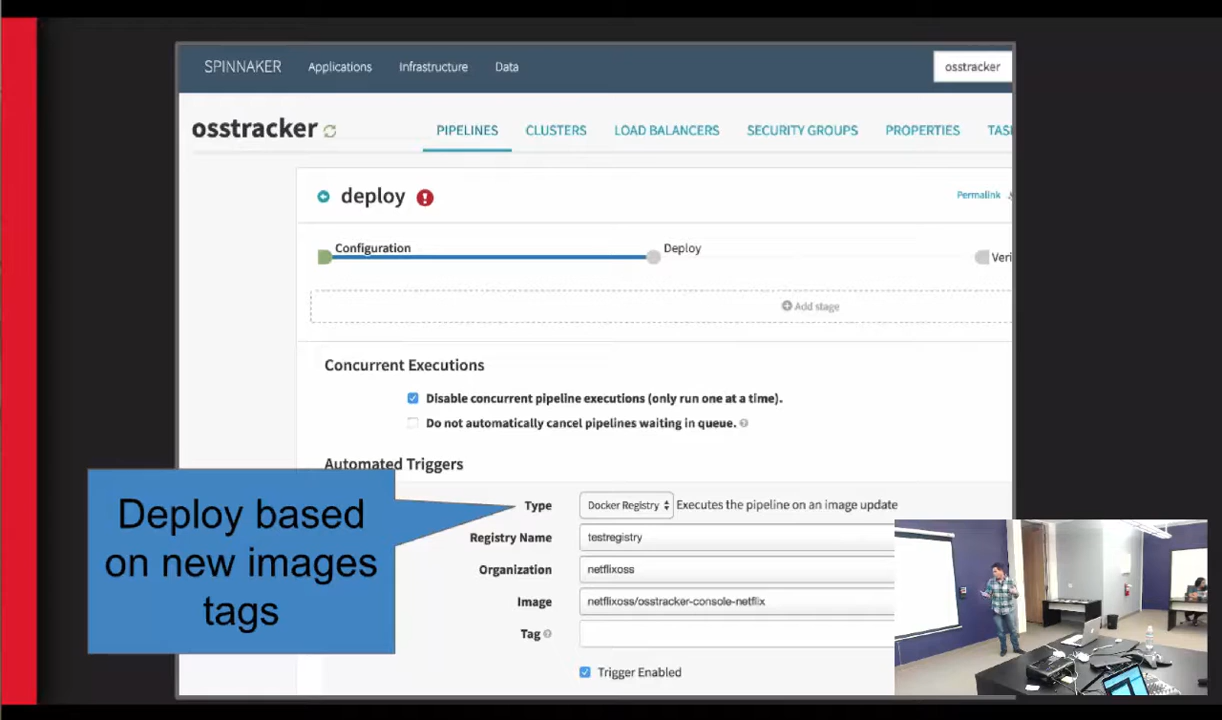 SPINNAKER Applications Infrastructure Data osstracker
osstracker PIPELINES CLUSTERS LOAD BALANCERS SECURITY GROUPS PROPERTIES TAS
deploy Permalink
Configuration Deploy Veri
Add stage
Concurrent Executions
Disable concurrent pipeline executions (only run one at a time).
Do not automatically cancel pipelines waiting in queue.
Automated Triggers
Type Docker Registry Executes the pipeline on an image update
Registry Name testregistry
Organization netflixoss
Image netflixoss/osstracker-console-netflix
Tag
Trigger Enabled
Deploy based
on new images
tags